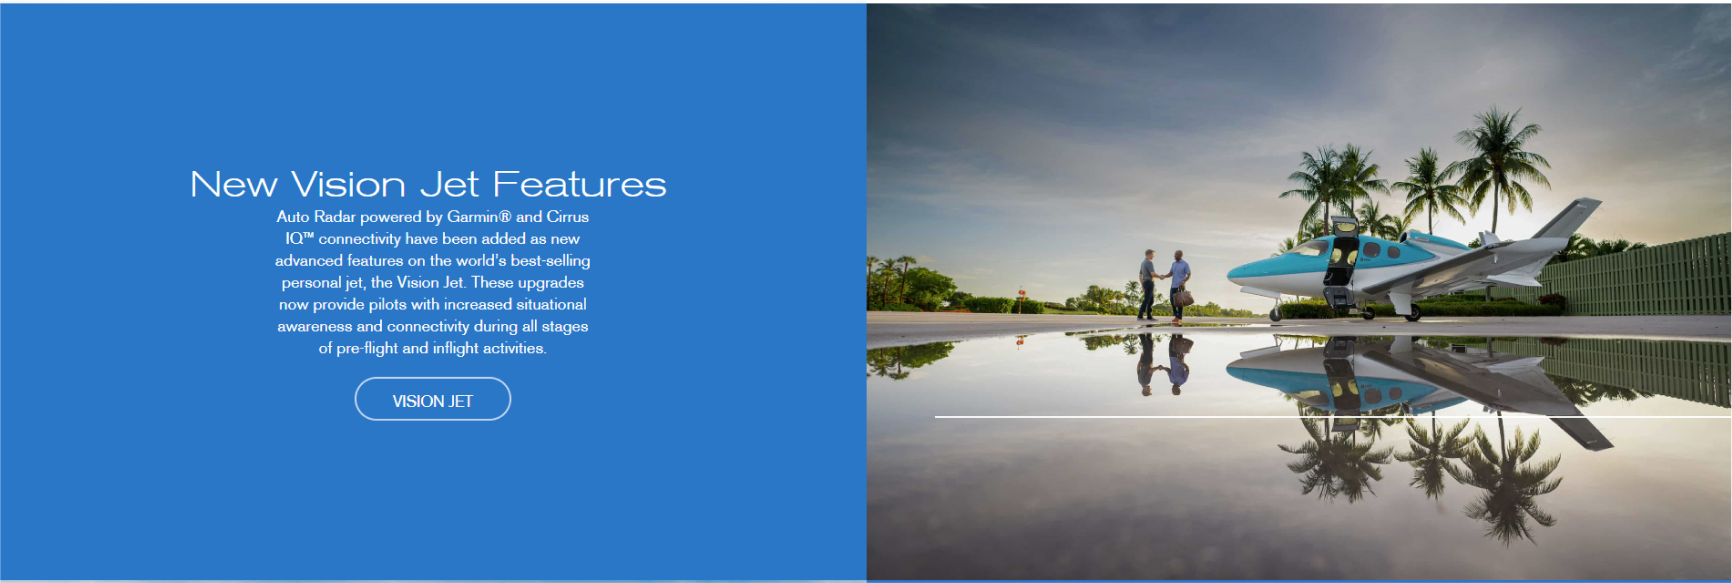 New Vision Jet Features
Auto Radar powered by Garmin® and Cirrus
IQ™ connectivity have been added as new
advanced features on the world's best-selling
personal jet, the Vision Jet. These upgrades
now provide pilots with increased situational
awareness and connectivity during all stages
of pre-flight and inflight activities.
VISION JET